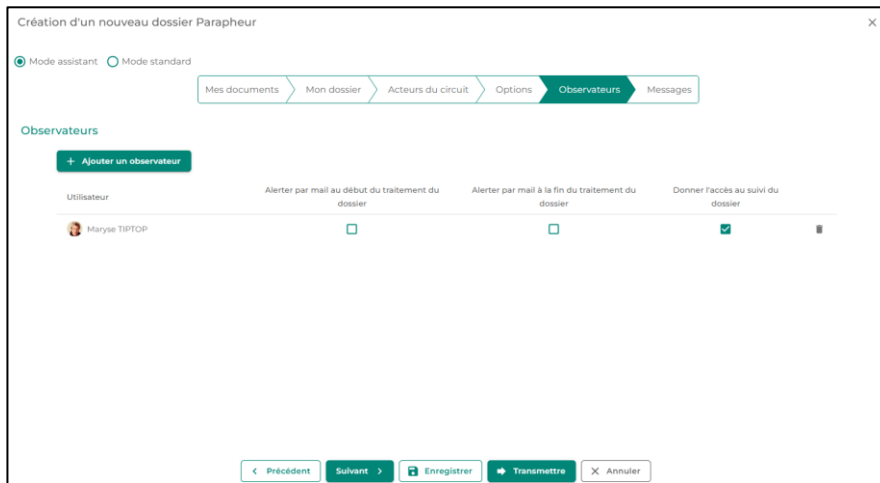 Création d'un nouveau dossier Parapheur
Mode assistant Mode standard
Mes documents Mon dossier Acteurs du circuit Options Observateurs Messages
Observateurs
+ Ajouter un observateur
Utilisateur Alerter par mail au début du traitement du dossier Alerter par mail à la fin du traitement du dossier Donner l'accès au suivi du dossier
Maryse TIPTOP
Précédent Suivant Enregistrer Transmettre Annuler